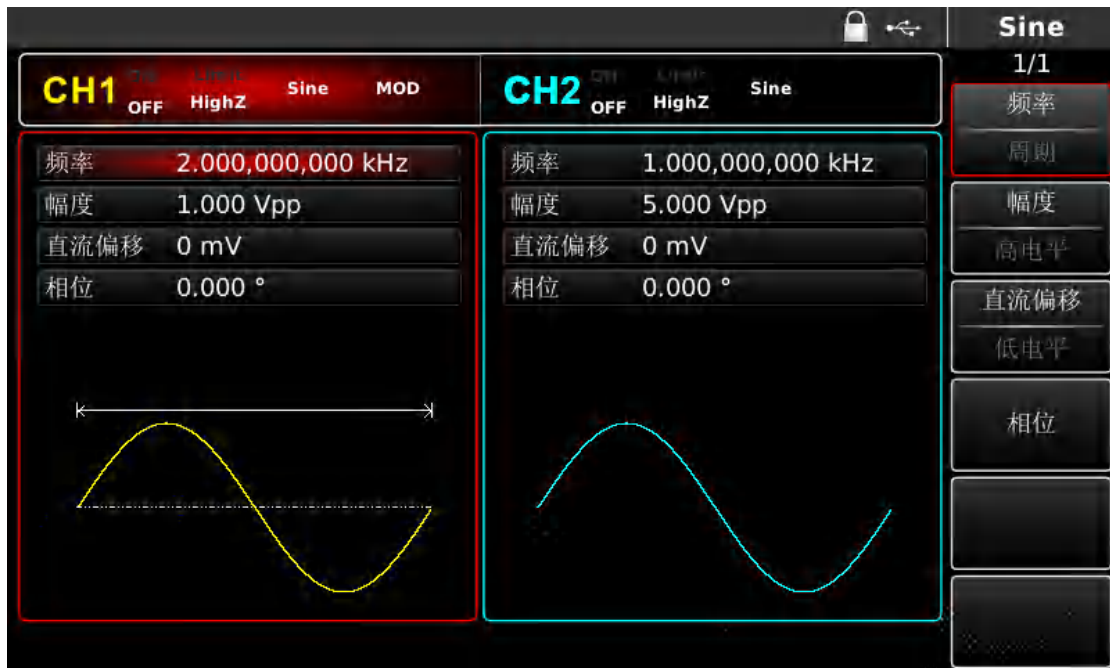 Sine
1/1
CH1 OFF HighZ Sine MOD
CH2 OFF HighZ Sine
频率 2.000,000,000 kHz
幅度 1.000 Vpp
直流偏移 0 mV
相位 0.000 °
频率 1.000,000,000 kHz
幅度 5.000 Vpp
直流偏移 0 mV
相位 0.000 °
频率
周期
幅度
高电平
直流偏移
低电平
相位